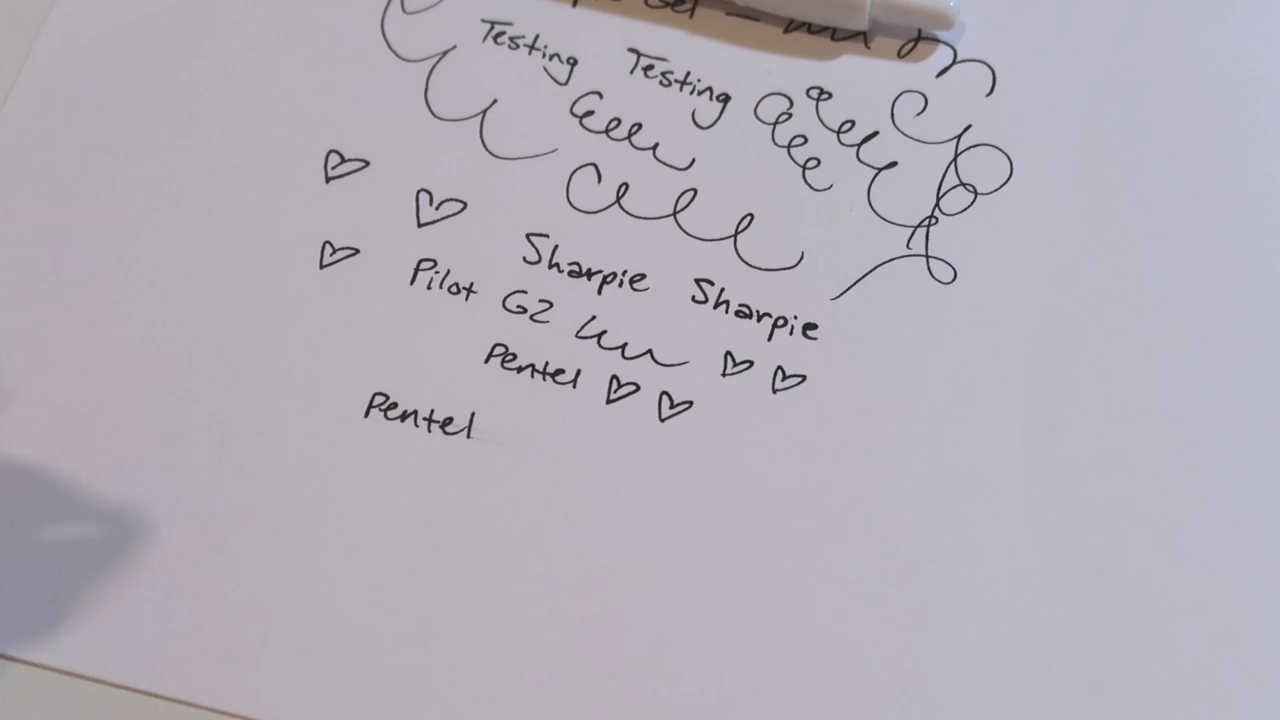 Testing Testing
Sharpie Sharpie
Pilot G2
Pentel
Pentel